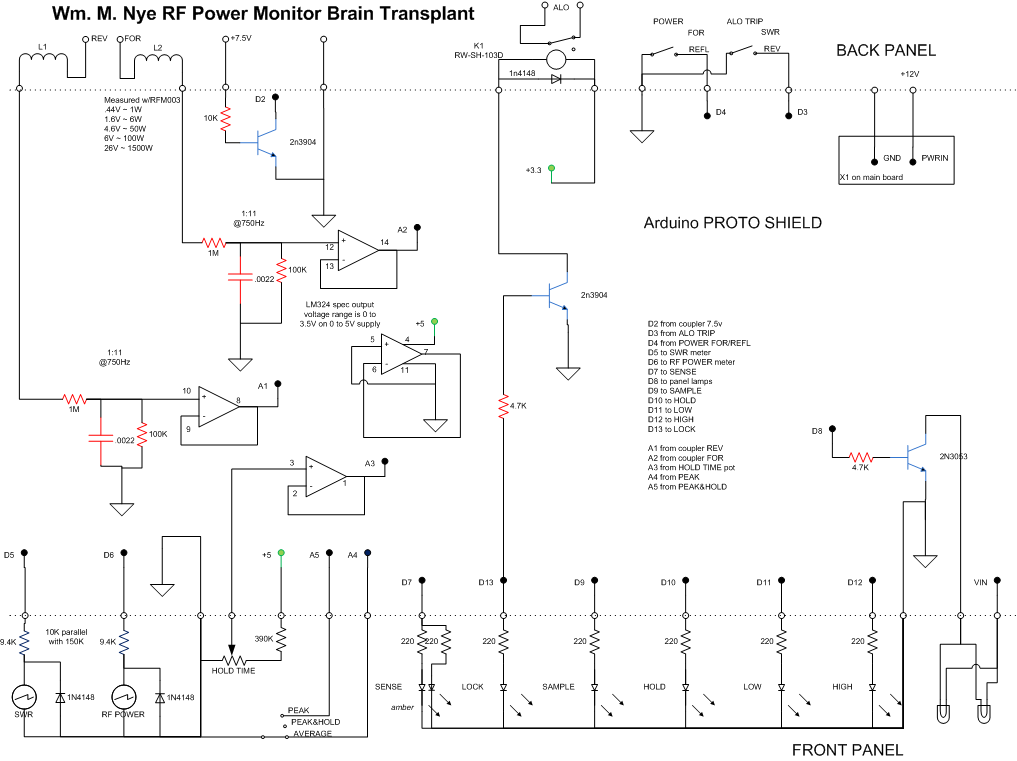 Wm. M. Nye RF Power Monitor Brain Transplant
ALO
POWER
ALO TRIP
FOR
SWR
REFL
REV
BACK PANEL
L1
REV
FOR
L2
+7.5V
K1
RW-SH-103D
1n4148
+12V
Measured w/RFM003
.44V ~ 1W
1.6V ~ 6W
4.6V ~ 50W
6V ~ 100W
26V ~ 1500W
D2
10K
2n3904
D4
D3
GND
PWRIN
X1 on main board
+3.3
1:11
@750Hz
A2
Arduino PROTO SHIELD
1M
.0022
100K
12
13
14
+
-
2n3904
LM324 spec output
voltage range is 0 to
3.5V on 0 to 5V supply
+5
5
4
7
6
11
+
-
1:11
@750Hz
D2 from coupler 7.5v
D3 from ALO TRIP
D4 from POWER FOR/REFL
D5 to SWR meter
D6 to RF POWER meter
D7 to SENSE
D8 to panel lamps
D9 to SAMPLE
D10 to HOLD
D11 to LOW
D12 to HIGH
D13 to LOCK
A1 from coupler REV
A2 from coupler FOR
A3 from HOLD TIME pot
A4 from PEAK
A5 from PEAK&HOLD
A1
10
8
9
+
-
1M
.0022
100K
4.7K
D8
4.7K
2N3053
A3
3
1
2
+
-
D5
D6
+5
A5
A4
D7
D13
D9
D10
D11
D12
VIN
9.4K
10K parallel
with 150K
9.4K
390K
HOLD TIME
220
220
220
220
220
220
220
SENSE
LOCK
SAMPLE
HOLD
LOW
HIGH
amber
1N4148
1N4148
SWR
RF POWER
PEAK
PEAK&HOLD
AVERAGE
FRONT PANEL